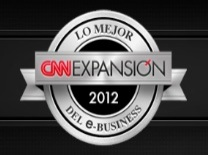 LO MEJOR
CNNEXPANSIÓN
2012
DEL e-BUSINESS